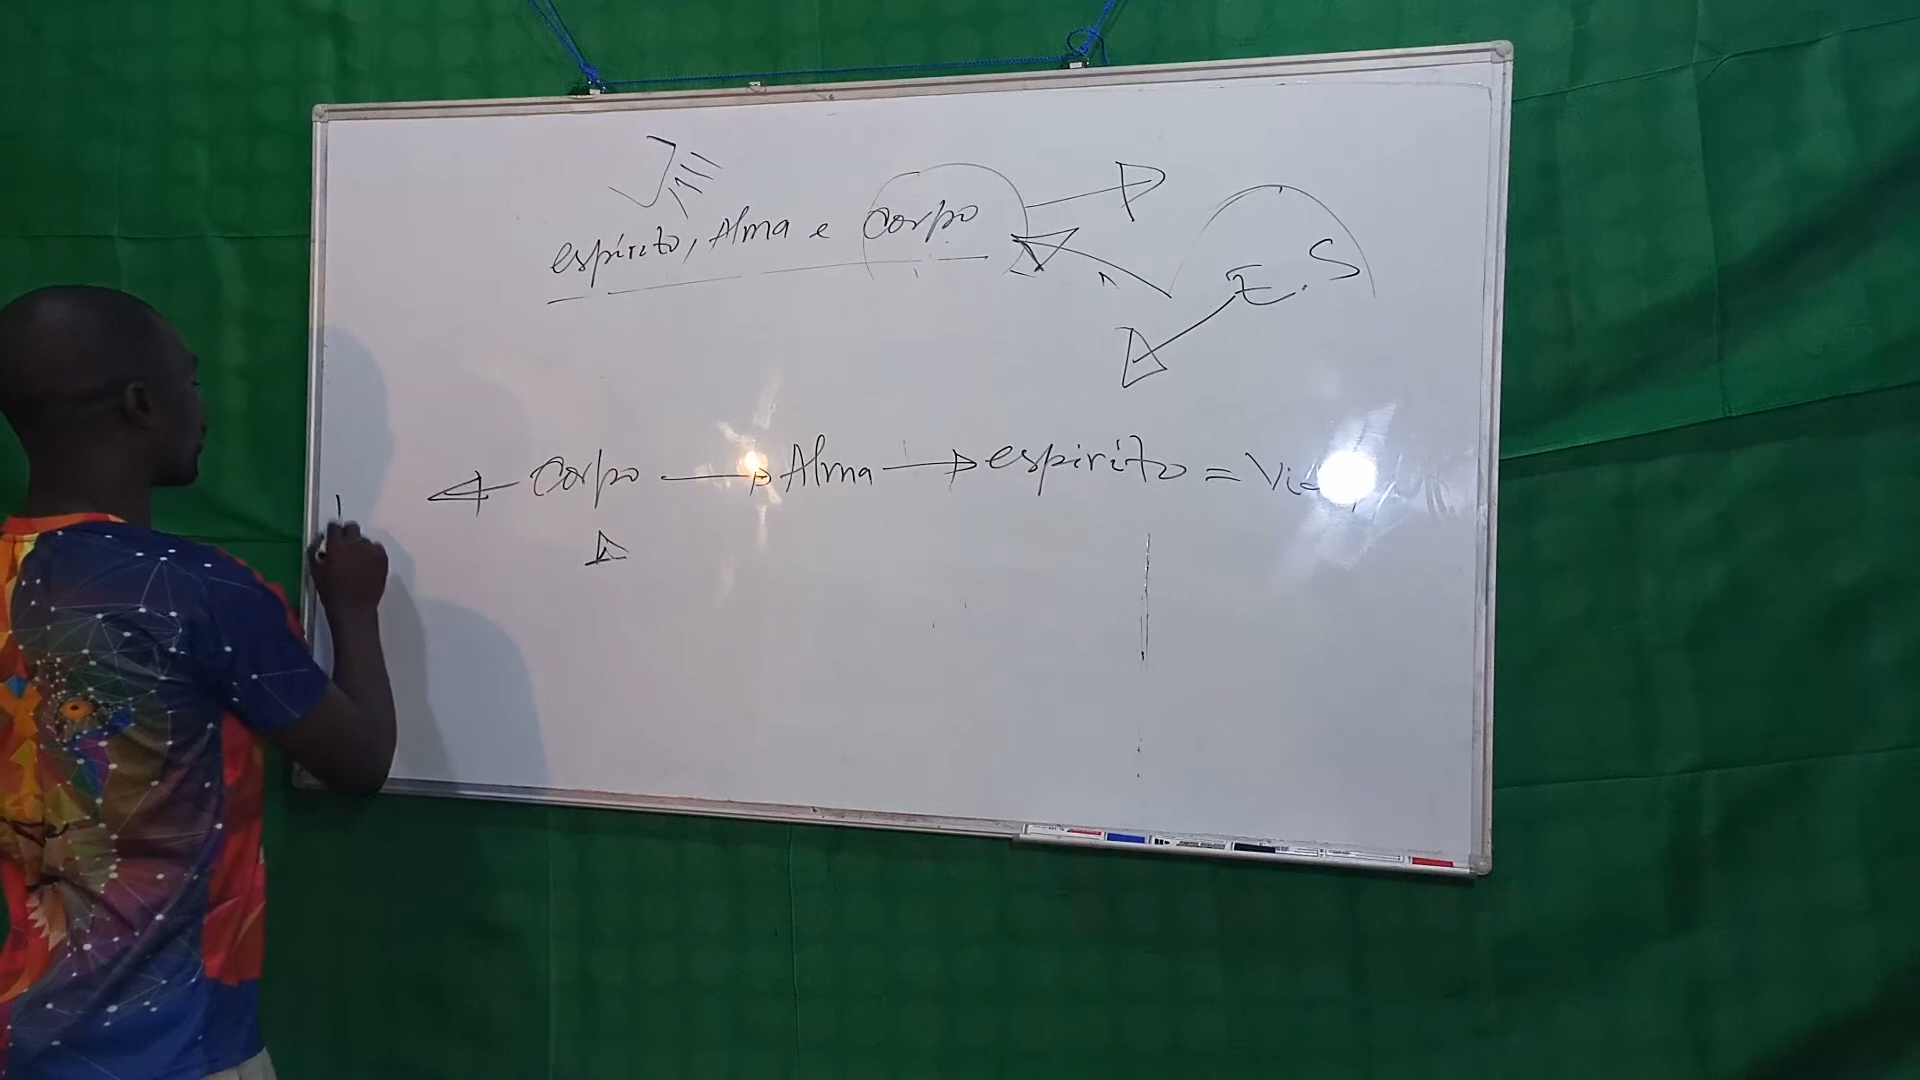 espírito, Alma e Corpo
E.S
Corpo Alma espírito =